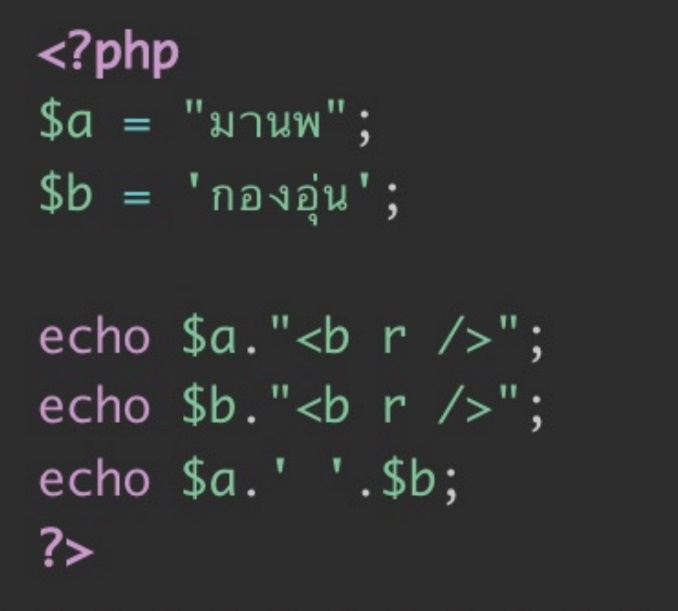 <?php
$a = "มานพ";
$b = 'กองอุ่น';
echo $a."<b r />";
echo $b."<b r />";
echo $a.' '.$b;
?>